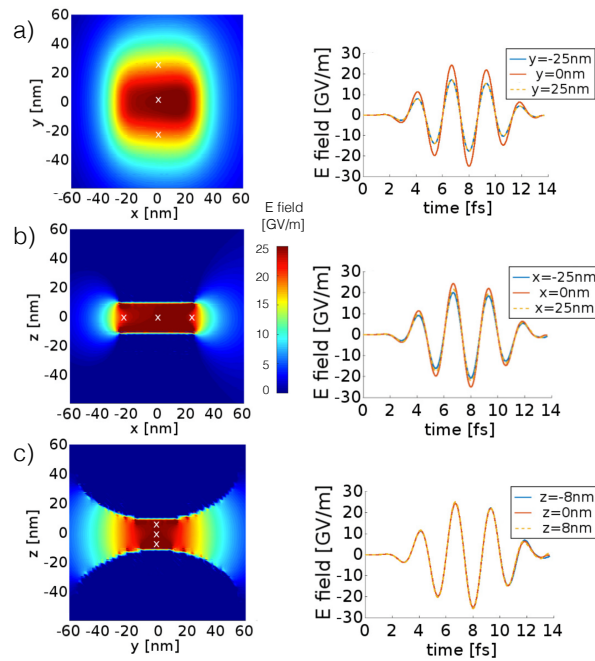 a)
60
40
20
0
-20
-40
-60
y [nm]
-60 -40 -20 0 20 40 60
x [nm]
30
20
10
0
-10
-20
-30
E field [GV/m]
0 2 4 6 8 10 12 14
time [fs]
y=-25nm
y=0nm
y=25nm
b)
60
40
20
0
-20
-40
-60
z [nm]
-60 -40 -20 0 20 40 60
x [nm]
E field
[GV/m]
25
20
15
10
5
0
30
20
10
0
-10
-20
-30
E field [GV/m]
0 2 4 6 8 10 12 14
time [fs]
x=-25nm
x=0nm
x=25nm
c)
60
40
20
0
-20
-40
-60
z [nm]
-60 -40 -20 0 20 40 60
y [nm]
30
20
10
0
-10
-20
-30
E field [GV/m]
0 2 4 6 8 10 12 14
time [fs]
z=-8nm
z=0nm
z=8nm